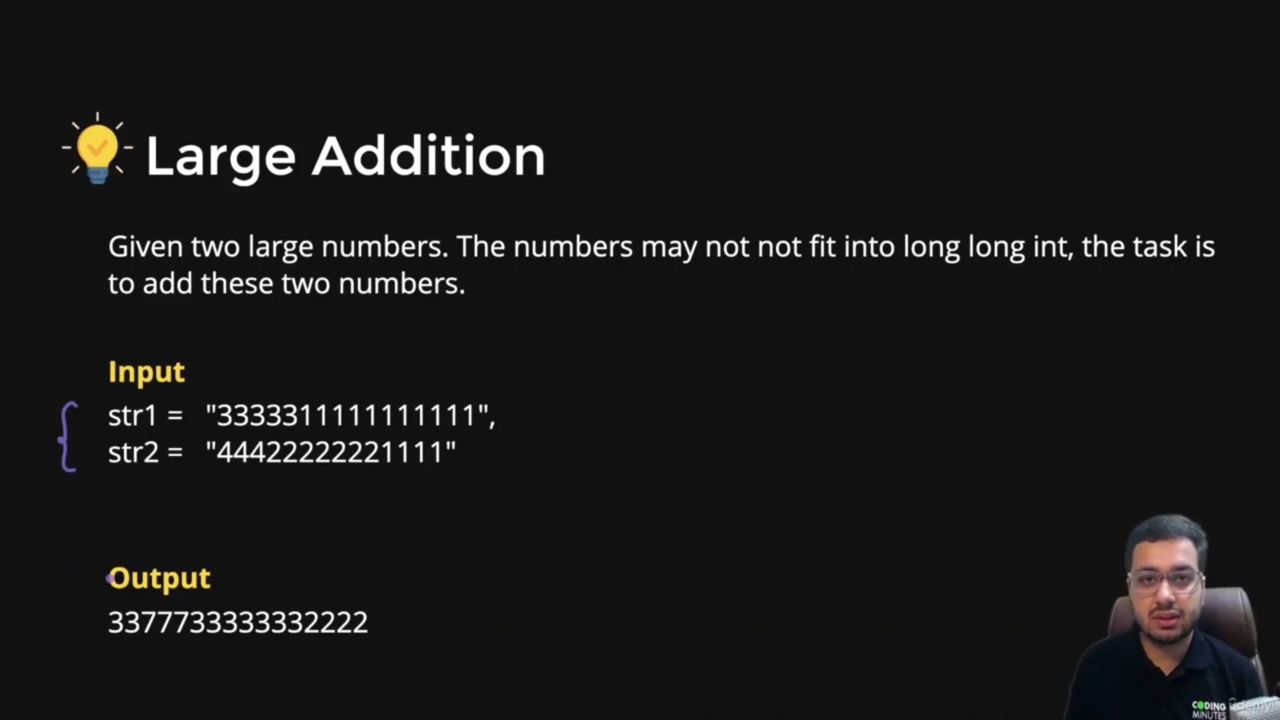 Large Addition
Given two large numbers. The numbers may not not fit into long long int, the task is
to add these two numbers.
Input
str1 = "3333311111111111",
str2 = "44422222221111"
Output
3377733333332222
CODING
MINUTES
ûdemy